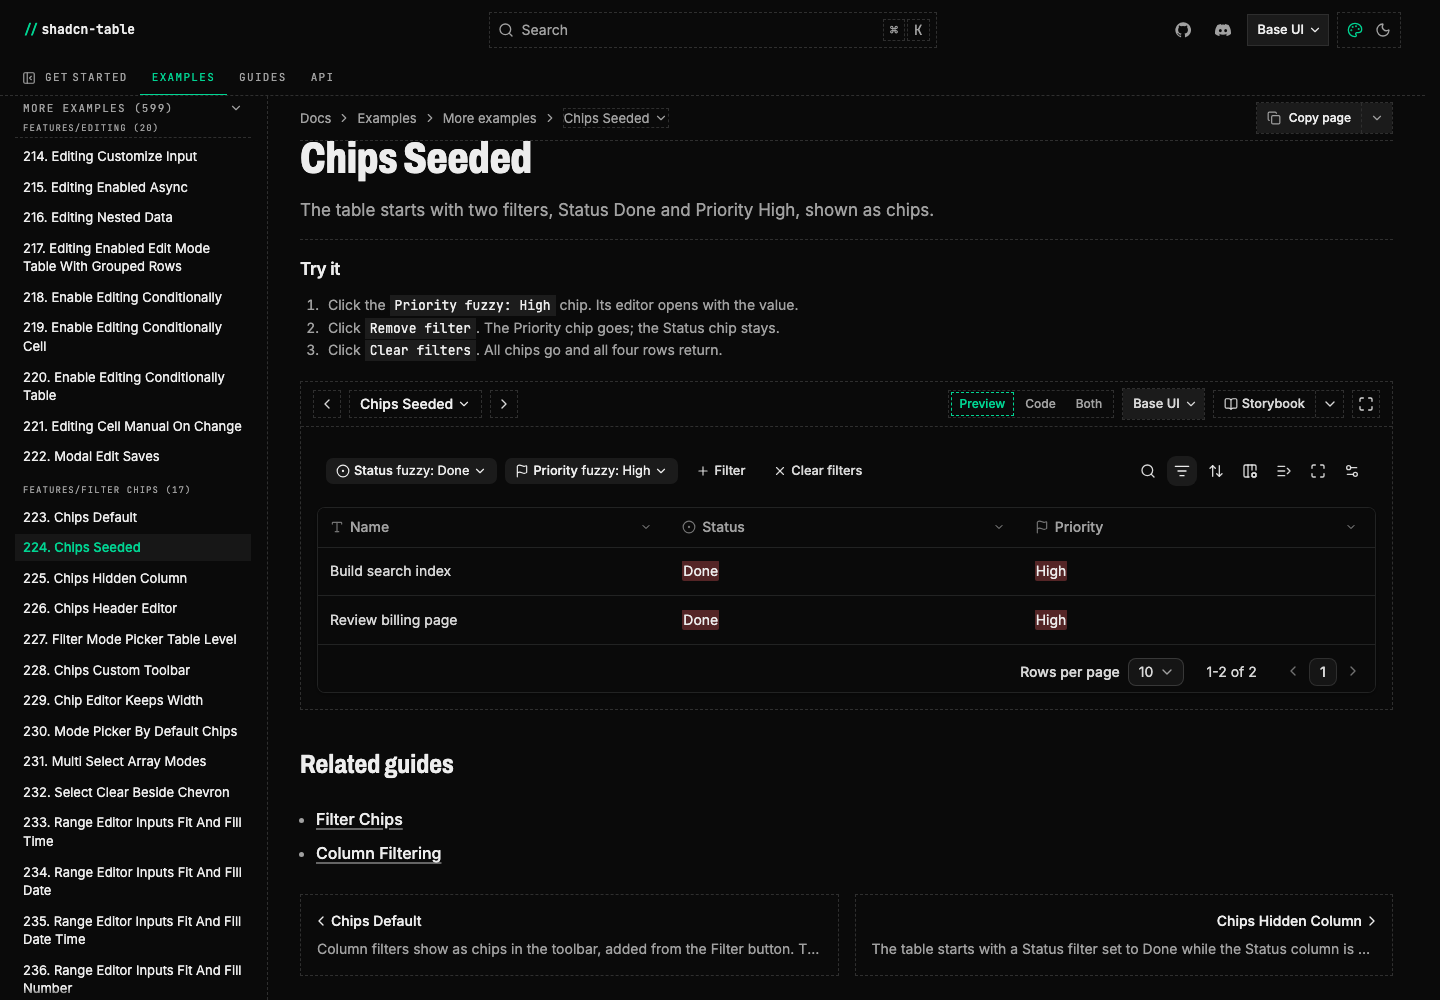 // shadcn-table
Search
⌘ K
Base UI
GET STARTED
EXAMPLES
GUIDES
API
MORE EXAMPLES (599)
FEATURES/EDITING (20)
214. Editing Customize Input
215. Editing Enabled Async
216. Editing Nested Data
217. Editing Enabled Edit Mode
Table With Grouped Rows
218. Enable Editing Conditionally
219. Enable Editing Conditionally
Cell
220. Enable Editing Conditionally
Table
221. Editing Cell Manual On Change
222. Modal Edit Saves
FEATURES/FILTER CHIPS (17)
223. Chips Default
224. Chips Seeded
225. Chips Hidden Column
226. Chips Header Editor
227. Filter Mode Picker Table Level
228. Chips Custom Toolbar
229. Chip Editor Keeps Width
230. Mode Picker By Default Chips
231. Multi Select Array Modes
232. Select Clear Beside Chevron
233. Range Editor Inputs Fit And Fill
Time
234. Range Editor Inputs Fit And Fill
Date
235. Range Editor Inputs Fit And Fill
Date Time
236. Range Editor Inputs Fit And Fill
Number
Docs > Examples > More examples > Chips Seeded
Copy page
Chips Seeded
The table starts with two filters, Status Done and Priority High, shown as chips.
Try it
1. Click the Priority fuzzy: High chip. Its editor opens with the value.
2. Click Remove filter. The Priority chip goes; the Status chip stays.
3. Click Clear filters. All chips go and all four rows return.
Chips Seeded
Preview Code Both
Base UI
Storybook
Status fuzzy: Done
Priority fuzzy: High
Filter
Clear filters
Name Status Priority
Build search index Done High
Review billing page Done High
Rows per page 10 1-2 of 2 1
Related guides
• Filter Chips
• Column Filtering
Chips Default
Column filters show as chips in the toolbar, added from the Filter button. T...
Chips Hidden Column
The table starts with a Status filter set to Done while the Status column is ...